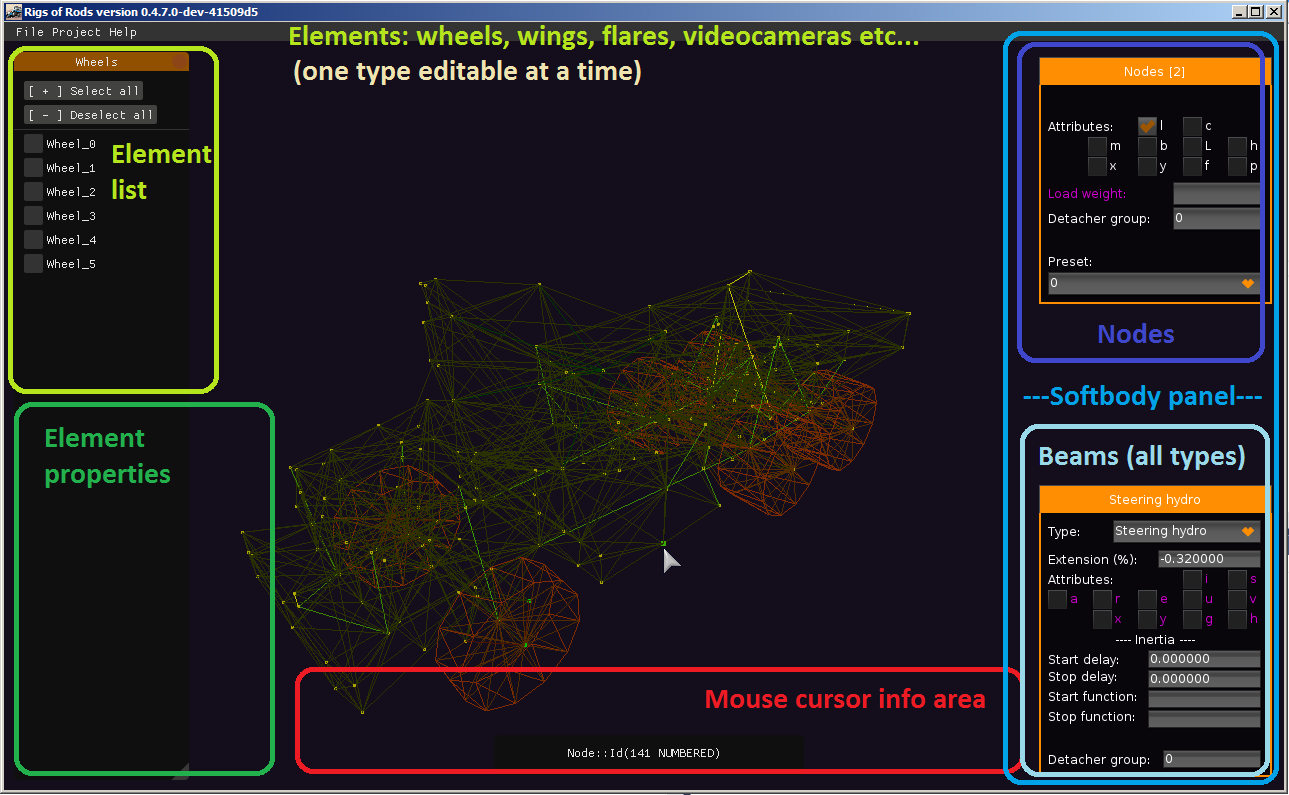 Rigs of Rods version 0.4.7.0-dev-41509d5
File Project Help
Elements: wheels, wings, flares, videocameras etc...
(one type editable at a time)
Wheels
[ + ] Select all
[ - ] Deselect all
Wheel_0
Wheel_1
Wheel_2
Wheel_3
Wheel_4
Wheel_5
Element
list
Element
properties
Nodes [2]
Attributes: l c
m b L h
x y f p
Load weight:
Detacher group: 0
Preset:
0
Nodes
---Softbody panel---
Beams (all types)
Steering hydro
Type: Steering hydro
Extension (%): -0.320000
Attributes: i s
a r e u v
x y g h
---- Inertia ----
Start delay: 0.000000
Stop delay: 0.000000
Start function:
Stop function:
Detacher group: 0
Mouse cursor info area
Node::Id(141 NUMBERED)